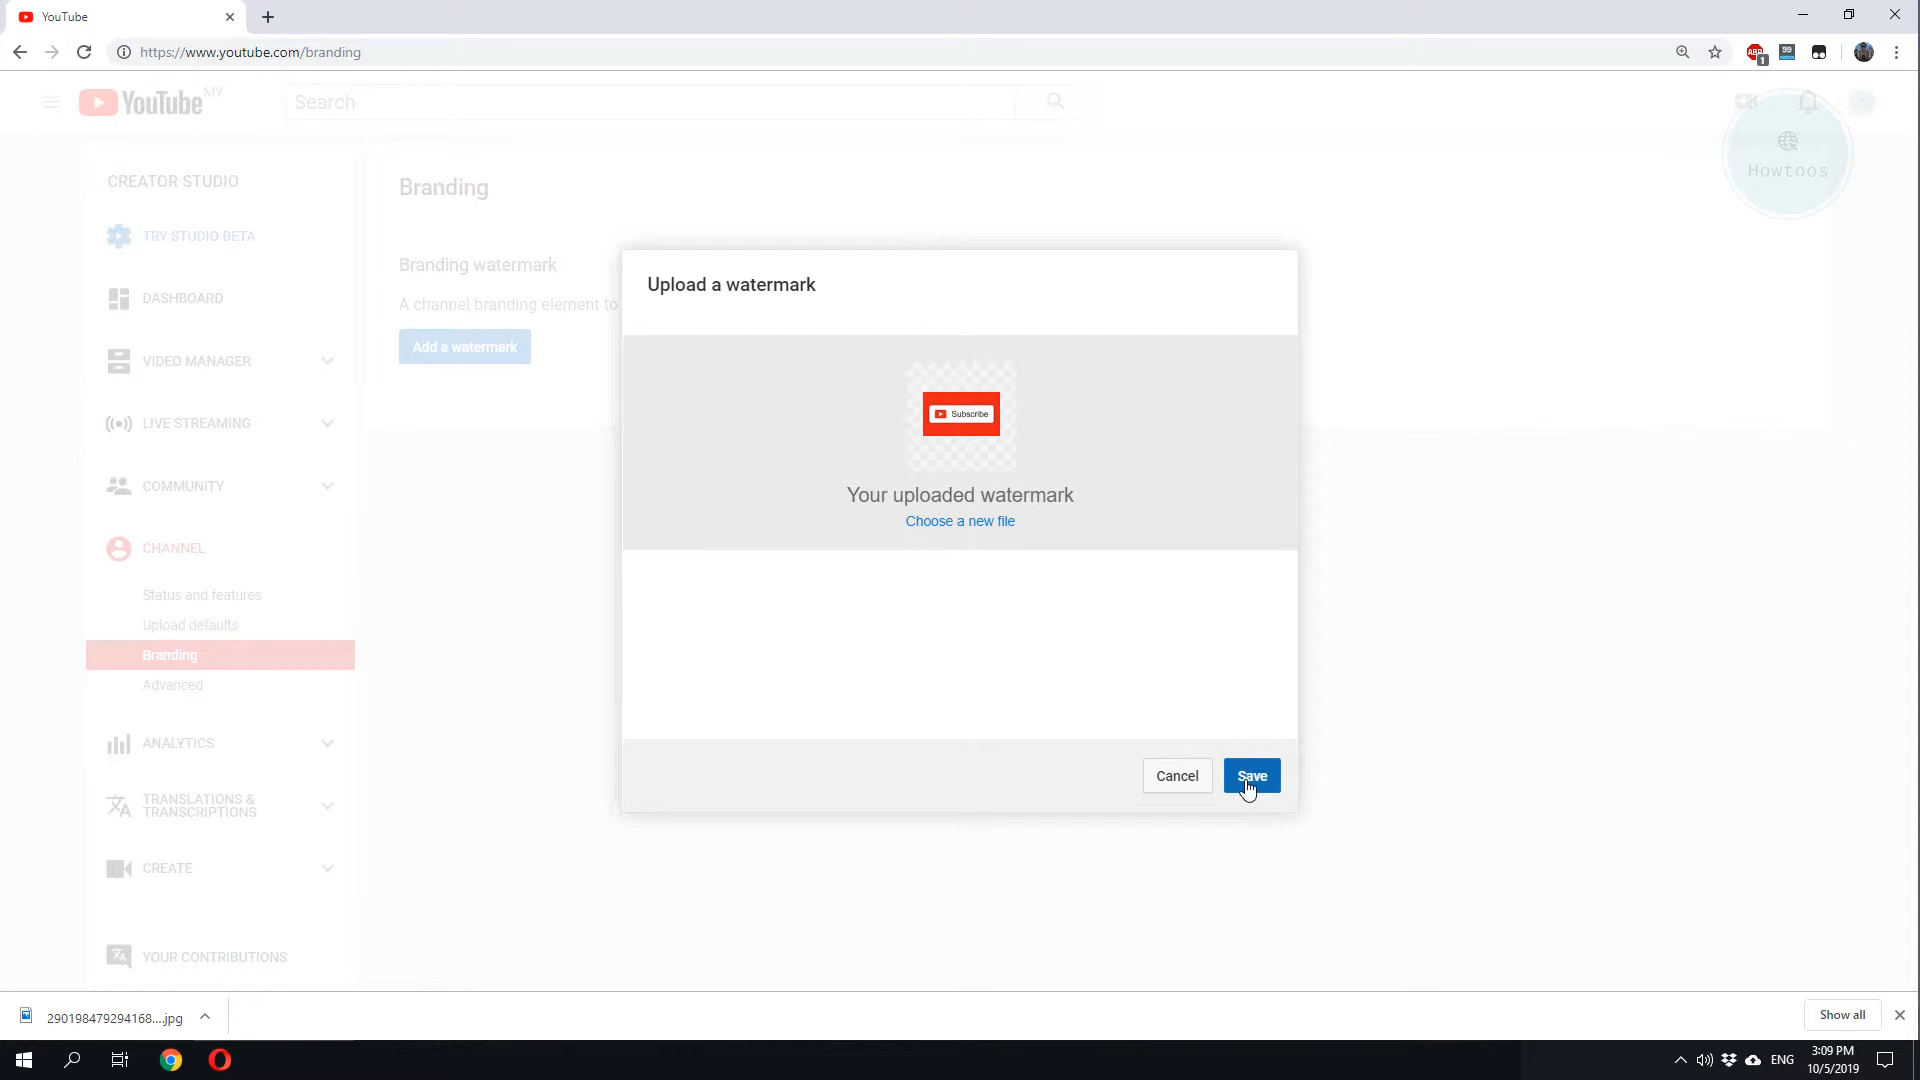 YouTube
https://www.youtube.com/branding
ABP
1
99
YouTube MY
Search
Howtoos
CREATOR STUDIO
TRY STUDIO BETA
DASHBOARD
VIDEO MANAGER
LIVE STREAMING
COMMUNITY
CHANNEL
Status and features
Upload defaults
Branding
Advanced
ANALYTICS
TRANSLATIONS &
TRANSCRIPTIONS
CREATE
YOUR CONTRIBUTIONS
Branding
Branding watermark
A channel branding element to
Add a watermark
Upload a watermark
Subscribe
Your uploaded watermark
Choose a new file
Cancel
Save
290198479294168....jpg
Show all
ENG
3:09 PM
10/5/2019